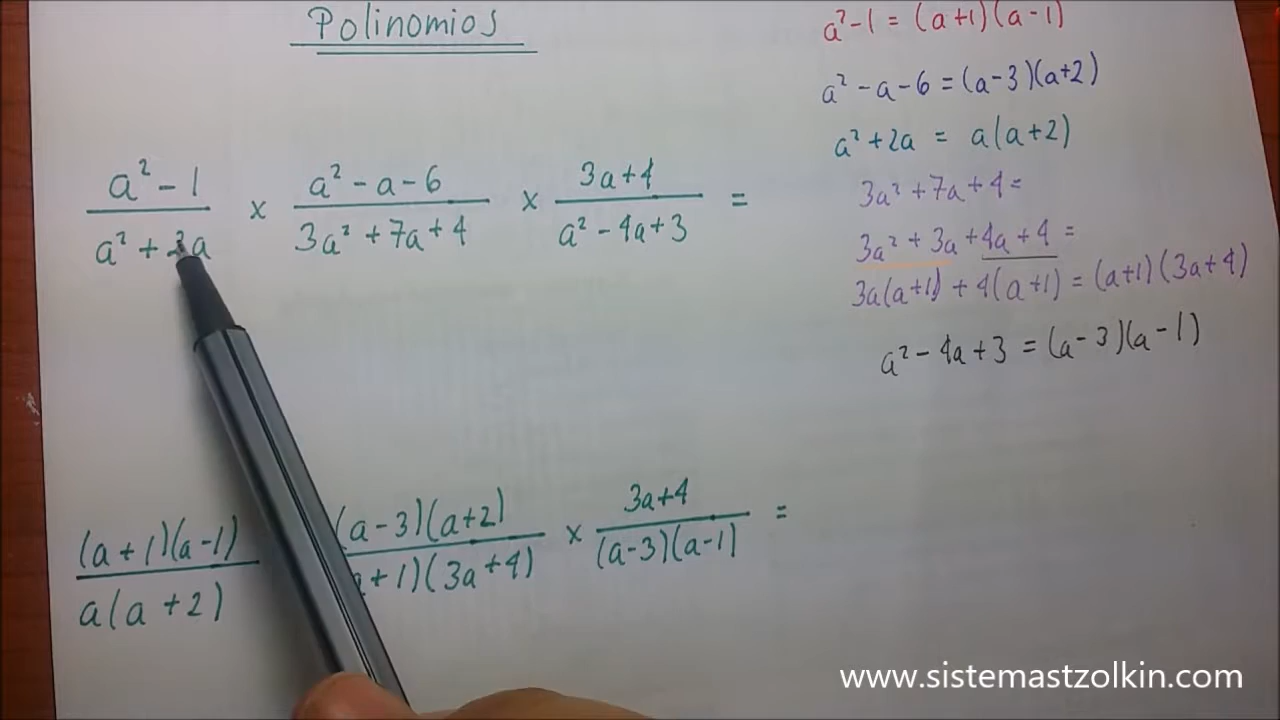 Polinomios
a² - 1 / a² + 2a × a² - a - 6 / 3a² + 7a + 4 × 3a + 4 / a² - 4a + 3 =
(a + 1)(a - 1) / a(a + 2) (a - 3)(a + 2) / + 1)(3a + 4) × 3a + 4 / (a - 3)(a - 1) =
a² - 1 = (a + 1)(a - 1)
a² - a - 6 = (a - 3)(a + 2)
a² + 2a = a(a + 2)
3a² + 7a + 4 =
3a² + 3a + 4a + 4 =
3a(a + 1) + 4(a + 1) = (a + 1)(3a + 4)
a² - 4a + 3 = (a - 3)(a - 1)
www.sistemastzolkin.com